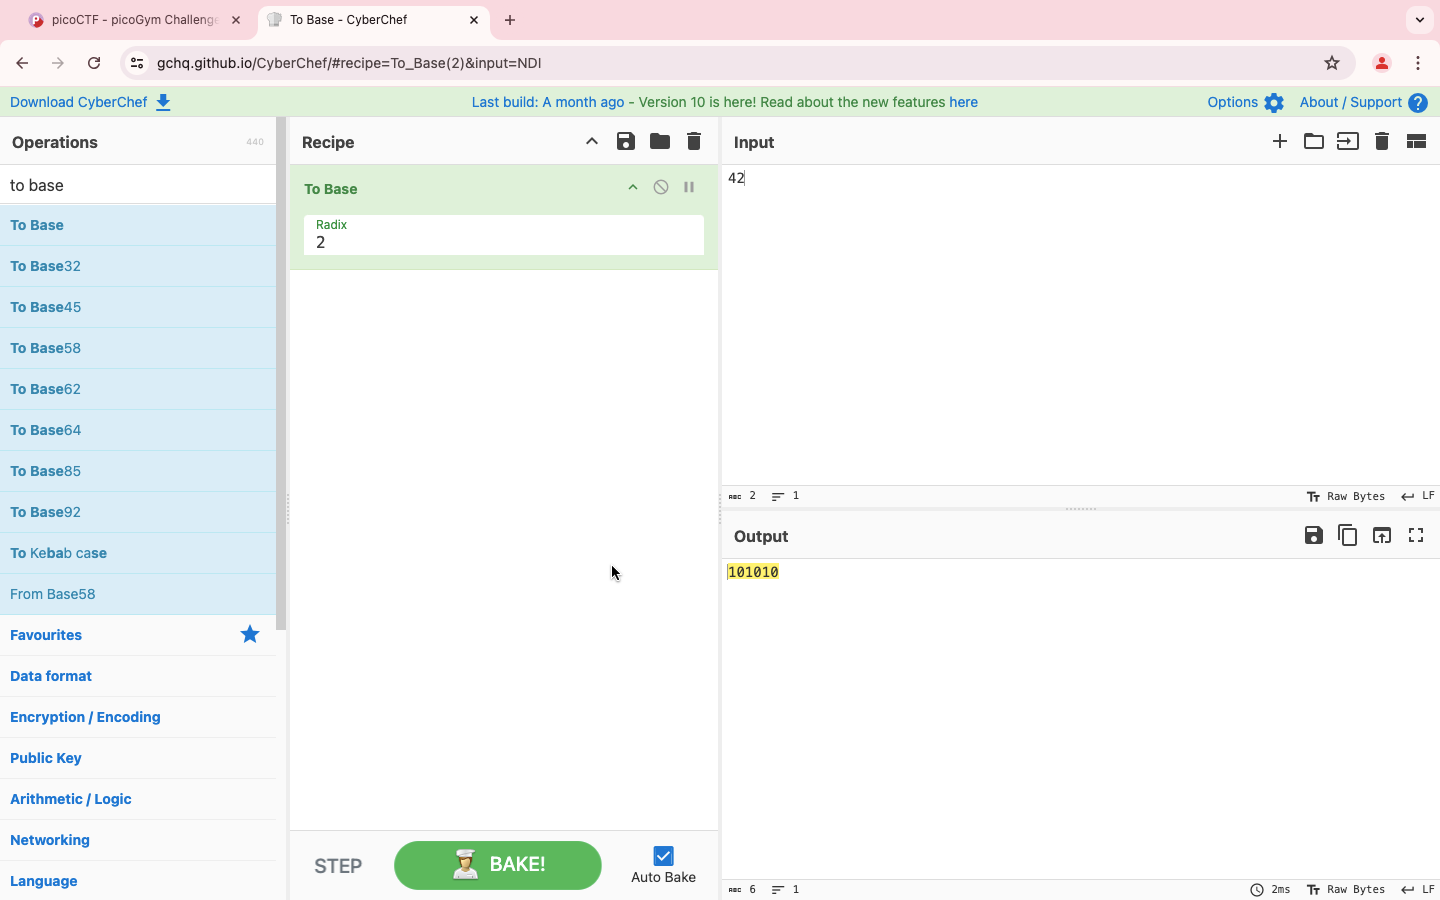 picoCTF - picoGym Challenge
To Base - CyberChef
gchq.github.io/CyberChef/#recipe=To_Base(2)&input=NDI
Download CyberChef
Last build: A month ago - Version 10 is here! Read about the new features here
Options
About / Support
Operations
440
to base
To Base
To Base32
To Base45
To Base58
To Base62
To Base64
To Base85
To Base92
To Kebab case
From Base58
Favourites
Data format
Encryption / Encoding
Public Key
Arithmetic / Logic
Networking
Language
Recipe
To Base
Radix
2
STEP
BAKE!
Auto Bake
Input
42
ABC 2
1
Tт Raw Bytes
LF
Output
101010
ABC 6
1
2ms
Tт Raw Bytes
LF